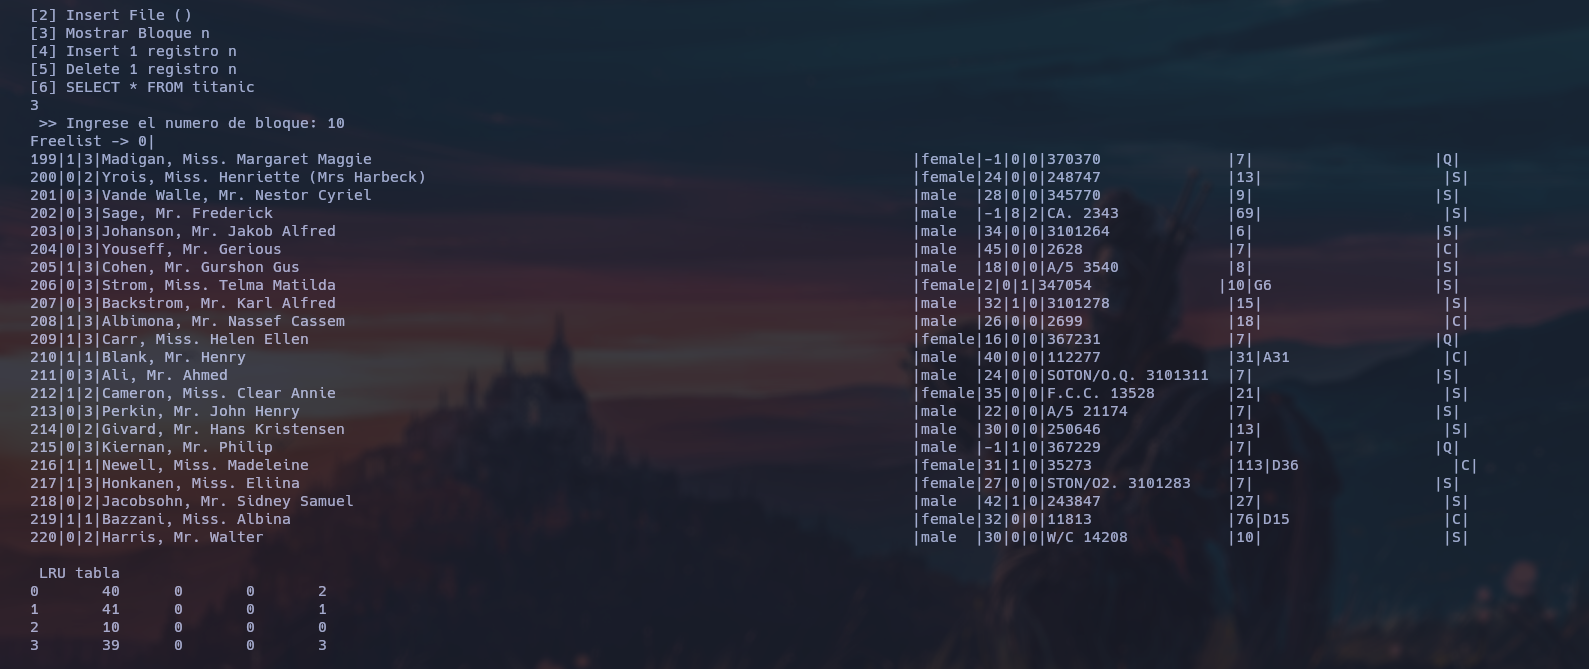 [2] Insert File ()
[3] Mostrar Bloque n
[4] Insert 1 registro n
[5] Delete 1 registro n
[6] SELECT * FROM titanic
3
 >> Ingrese el numero de bloque: 10
Freelist -> 0|
199|1|3|Madigan, Miss. Margaret Maggie |female|-1|0|0|370370 |7| |Q|
200|0|2|Yrois, Miss. Henriette (Mrs Harbeck) |female|24|0|0|248747 |13| |S|
201|0|3|Vande Walle, Mr. Nestor Cyriel |male |28|0|0|345770 |9| |S|
202|0|3|Sage, Mr. Frederick |male |-1|8|2|CA. 2343 |69| |S|
203|0|3|Johanson, Mr. Jakob Alfred |male |34|0|0|3101264 |6| |S|
204|0|3|Youseff, Mr. Gerious |male |45|0|0|2628 |7| |C|
205|1|3|Cohen, Mr. Gurshon Gus |male |18|0|0|A/5 3540 |8| |S|
206|0|3|Strom, Miss. Telma Matilda |female|2|0|1|347054 |10|G6 |S|
207|0|3|Backstrom, Mr. Karl Alfred |male |32|1|0|3101278 |15| |S|
208|1|3|Albimona, Mr. Nassef Cassem |male |26|0|0|2699 |18| |C|
209|1|3|Carr, Miss. Helen Ellen |female|16|0|0|367231 |7| |Q|
210|1|1|Blank, Mr. Henry |male |40|0|0|112277 |31|A31 |C|
211|0|3|Ali, Mr. Ahmed |male |24|0|0|SOTON/O.Q. 3101311 |7| |S|
212|1|2|Cameron, Miss. Clear Annie |female|35|0|0|F.C.C. 13528 |21| |S|
213|0|3|Perkin, Mr. John Henry |male |22|0|0|A/5 21174 |7| |S|
214|0|2|Givard, Mr. Hans Kristensen |male |30|0|0|250646 |13| |S|
215|0|3|Kiernan, Mr. Philip |male |-1|1|0|367229 |7| |Q|
216|1|1|Newell, Miss. Madeleine |female|31|1|0|35273 |113|D36 |C|
217|1|3|Honkanen, Miss. Eliina |female|27|0|0|STON/O2. 3101283 |7| |S|
218|0|2|Jacobsohn, Mr. Sidney Samuel |male |42|1|0|243847 |27| |S|
219|1|1|Bazzani, Miss. Albina |female|32|0|0|11813 |76|D15 |C|
220|0|2|Harris, Mr. Walter |male |30|0|0|W/C 14208 |10| |S|
 LRU tabla
0 40 0 0 2
1 41 0 0 1
2 10 0 0 0
3 39 0 0 3